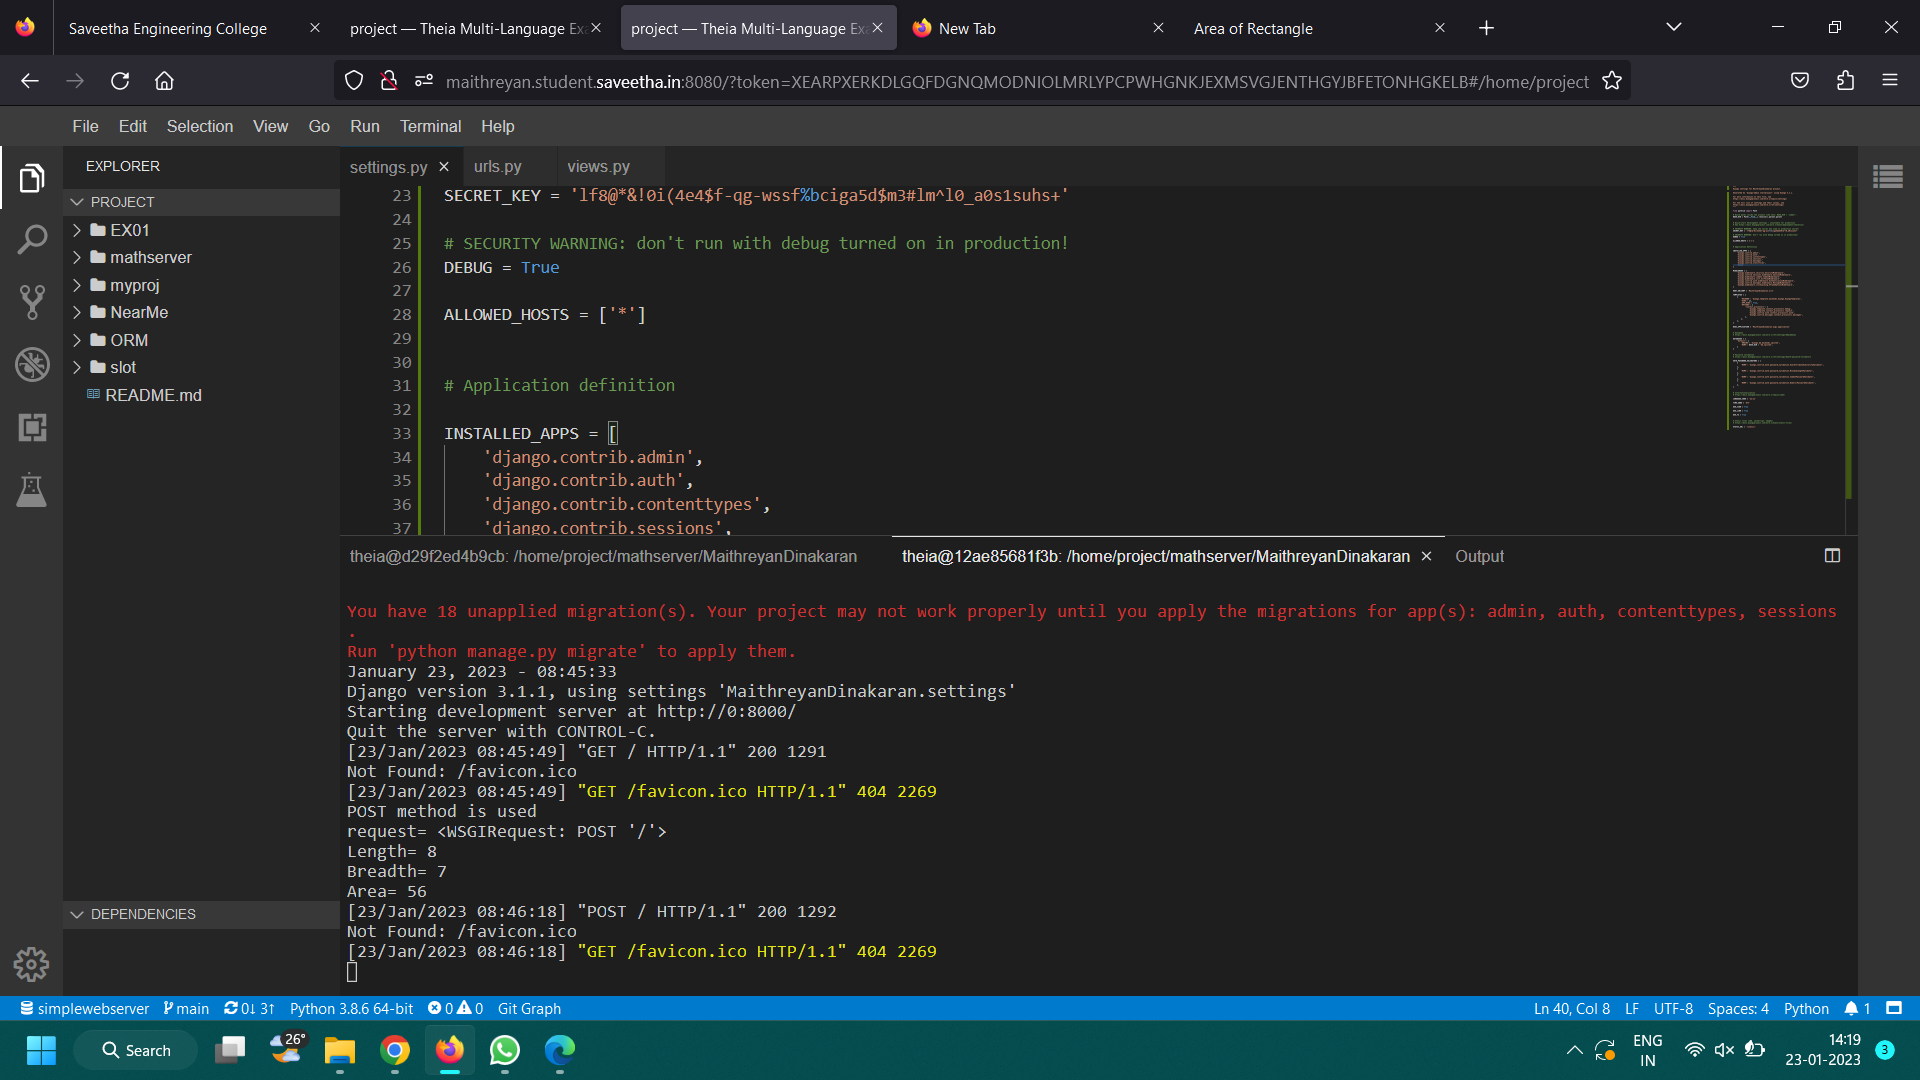 Saveetha Engineering College
project — Theia Multi-Language Ex
project — Theia Multi-Language Ex
New Tab
Area of Rectangle
maithreyan.student.saveetha.in:8080/?token=XEARPXERKDLGQFDGNQMODNIOLMRLYPCPWHGNKJEXMSVGJENTHGYJBFETONHGKELB#/home/project
File Edit Selection View Go Run Terminal Help
EXPLORER
PROJECT
EX01
mathserver
myproj
NearMe
ORM
slot
README.md
DEPENDENCIES
settings.py urls.py views.py
23 SECRET_KEY = 'lf8@*&!0i(4e4$f-qg-wssf%bciga5d$m3#lm^l0_a0s1suhs+'
24
25 # SECURITY WARNING: don't run with debug turned on in production!
26 DEBUG = True
27
28 ALLOWED_HOSTS = ['*']
29
30
31 # Application definition
32
33 INSTALLED_APPS = [
34 'django.contrib.admin',
35 'django.contrib.auth',
36 'django.contrib.contenttypes',
37 'django.contrib.sessions',
theia@d29f2ed4b9cb: /home/project/mathserver/MaithreyanDinakaran
theia@12ae85681f3b: /home/project/mathserver/MaithreyanDinakaran
Output
You have 18 unapplied migration(s). Your project may not work properly until you apply the migrations for app(s): admin, auth, contenttypes, sessions
.
Run 'python manage.py migrate' to apply them.
January 23, 2023 - 08:45:33
Django version 3.1.1, using settings 'MaithreyanDinakaran.settings'
Starting development server at http://0:8000/
Quit the server with CONTROL-C.
[23/Jan/2023 08:45:49] "GET / HTTP/1.1" 200 1291
Not Found: /favicon.ico
[23/Jan/2023 08:45:49] "GET /favicon.ico HTTP/1.1" 404 2269
POST method is used
request= <WSGIRequest: POST '/'>
Length= 8
Breadth= 7
Area= 56
[23/Jan/2023 08:46:18] "POST / HTTP/1.1" 200 1292
Not Found: /favicon.ico
[23/Jan/2023 08:46:18] "GET /favicon.ico HTTP/1.1" 404 2269
simplewebserver main 0↓ 3↑ Python 3.8.6 64-bit 0 0 Git Graph
Ln 40, Col 8 LF UTF-8 Spaces: 4 Python 1
Search
26°
ENG
IN
14:19
23-01-2023
3